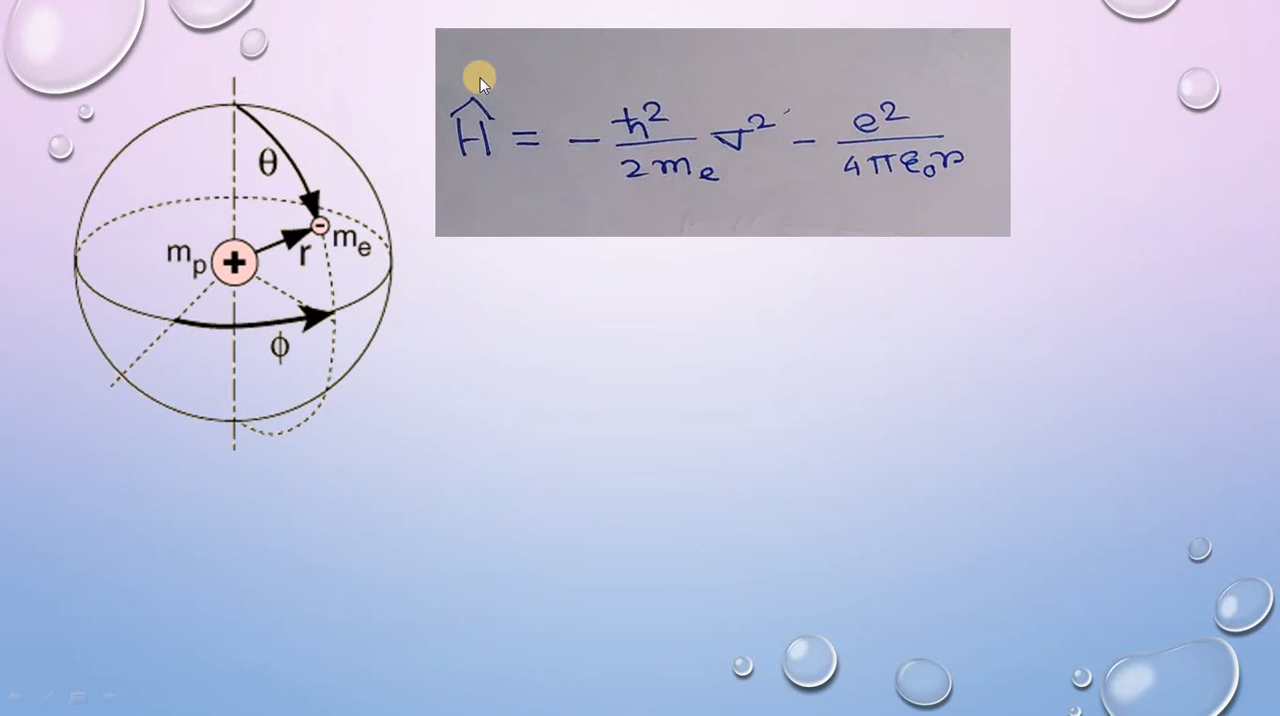 θ
m_p + r - m_e
ϕ
Ĥ = - ħ²/2m_e ∇² - e²/4πε₀r